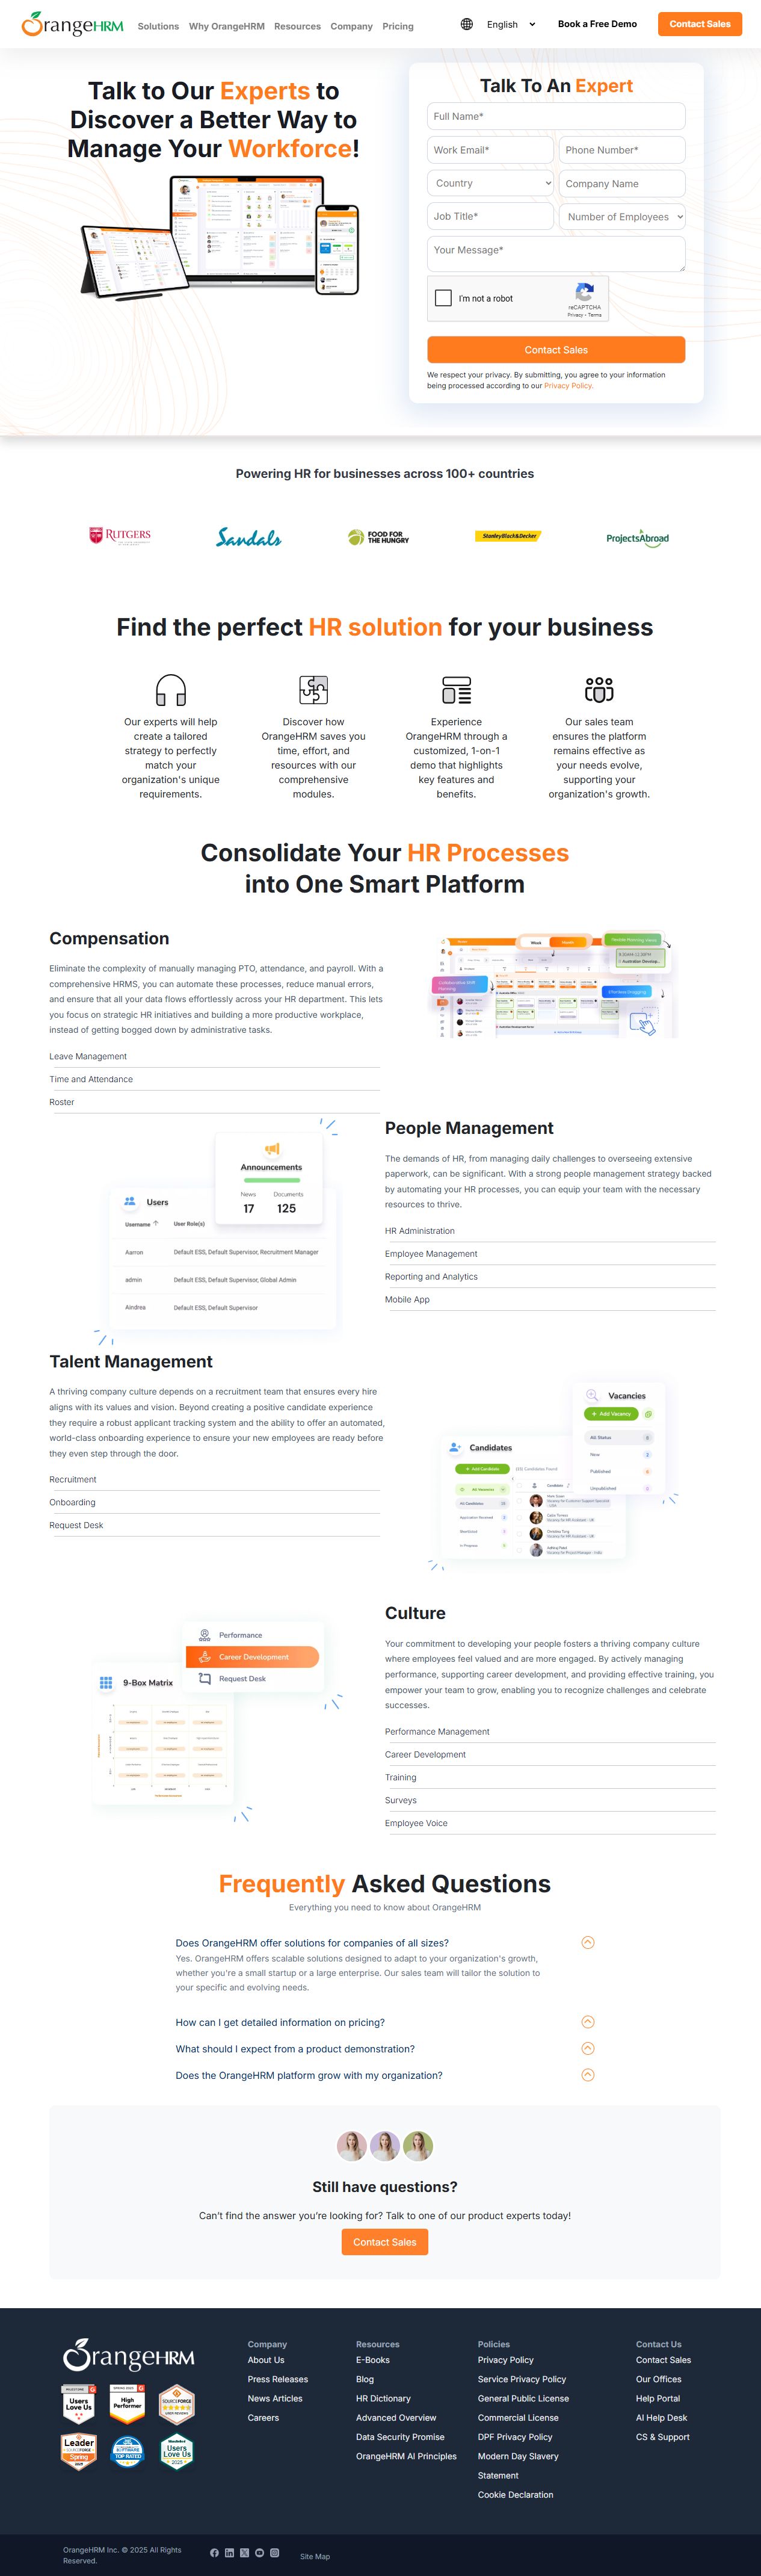 OrangeHRM
Solutions
Why OrangeHRM
Resources
Company
Pricing
English
Book a Free Demo
Contact Sales
Talk to Our Experts to
Discover a Better Way to
Manage Your Workforce!
Talk To An Expert
Full Name*
Work Email*
Phone Number*
Country
Company Name
Job Title*
Number of Employees
Your Message*
I'm not a robot
reCAPTCHA
Privacy - Terms
Contact Sales
We respect your privacy. By submitting, you agree to your information
being processed according to our Privacy Policy.
Powering HR for businesses across 100+ countries
RUTGERS
Sandals
FOOD FOR
THE HUNGRY
StanleyBlack&Decker
ProjectsAbroad
Find the perfect HR solution for your business
Our experts will help
create a tailored
strategy to perfectly
match your
organization's unique
requirements.
Discover how
OrangeHRM saves you
time, effort, and
resources with our
comprehensive
modules.
Experience
OrangeHRM through a
customized, 1-on-1
demo that highlights
key features and
benefits.
Our sales team
ensures the platform
remains effective as
your needs evolve,
supporting your
organization's growth.
Consolidate Your HR Processes
into One Smart Platform
Compensation
Eliminate the complexity of manually managing PTO, attendance, and payroll. With a
comprehensive HRMS, you can automate these processes, reduce manual errors,
and ensure that all your data flows effortlessly across your HR department. This lets
you focus on strategic HR initiatives and building a more productive workplace,
instead of getting bogged down by administrative tasks.
Leave Management
Time and Attendance
Roster
Week
People Management
The demands of HR, from managing daily challenges to overseeing extensive
paperwork, can be significant. With a strong people management strategy backed
by automating your HR processes, you can equip your team with the necessary
resources to thrive.
HR Administration
Employee Management
Reporting and Analytics
Mobile App
Announcements
News
Documents
17
125
Users
Username
User Role(s)
Aarron
Default ESS, Default Supervisor, Recruitment Manager
admin
Default ESS, Default Supervisor, Global Admin
Aindrea
Default ESS, Default Supervisor
Talent Management
A thriving company culture depends on a recruitment team that ensures every hire
aligns with its values and vision. Beyond creating a positive candidate experience
they require a robust applicant tracking system and the ability to offer an automated,
world-class onboarding experience to ensure your new employees are ready before
they even step through the door.
Recruitment
Onboarding
Request Desk
Vacancies
Add Vacancy
All Status
New
Published
Unpublished
Candidates
Add Candidate
Culture
Your commitment to developing your people fosters a thriving company culture
where employees feel valued and are more engaged. By actively managing
performance, supporting career development, and providing effective training, you
empower your team to grow, enabling you to recognize challenges and celebrate
successes.
Performance Management
Career Development
Training
Surveys
Employee Voice
Performance
Career Development
Request Desk
9-Box Matrix
Frequently Asked Questions
Everything you need to know about OrangeHRM
Does OrangeHRM offer solutions for companies of all sizes?
Yes. OrangeHRM offers scalable solutions designed to adapt to your organization's growth,
whether you're a small startup or a large enterprise. Our sales team will tailor the solution to
your specific and evolving needs.
How can I get detailed information on pricing?
What should I expect from a product demonstration?
Does the OrangeHRM platform grow with my organization?
Still have questions?
Can't find the answer you're looking for? Talk to one of our product experts today!
Contact Sales
OrangeHRM
Users
Love Us
High
Performer
SOURCEFORGE
Leader
Spring
TOP RATED
Users
Love Us
2025
Company
About Us
Press Releases
News Articles
Careers
Resources
E-Books
Blog
HR Dictionary
Advanced Overview
Data Security Promise
OrangeHRM AI Principles
Policies
Privacy Policy
Service Privacy Policy
General Public License
Commercial License
DPF Privacy Policy
Modern Day Slavery
Statement
Cookie Declaration
Contact Us
Contact Sales
Our Offices
Help Portal
AI Help Desk
CS & Support
OrangeHRM Inc. © 2025 All Rights
Reserved.
Site Map